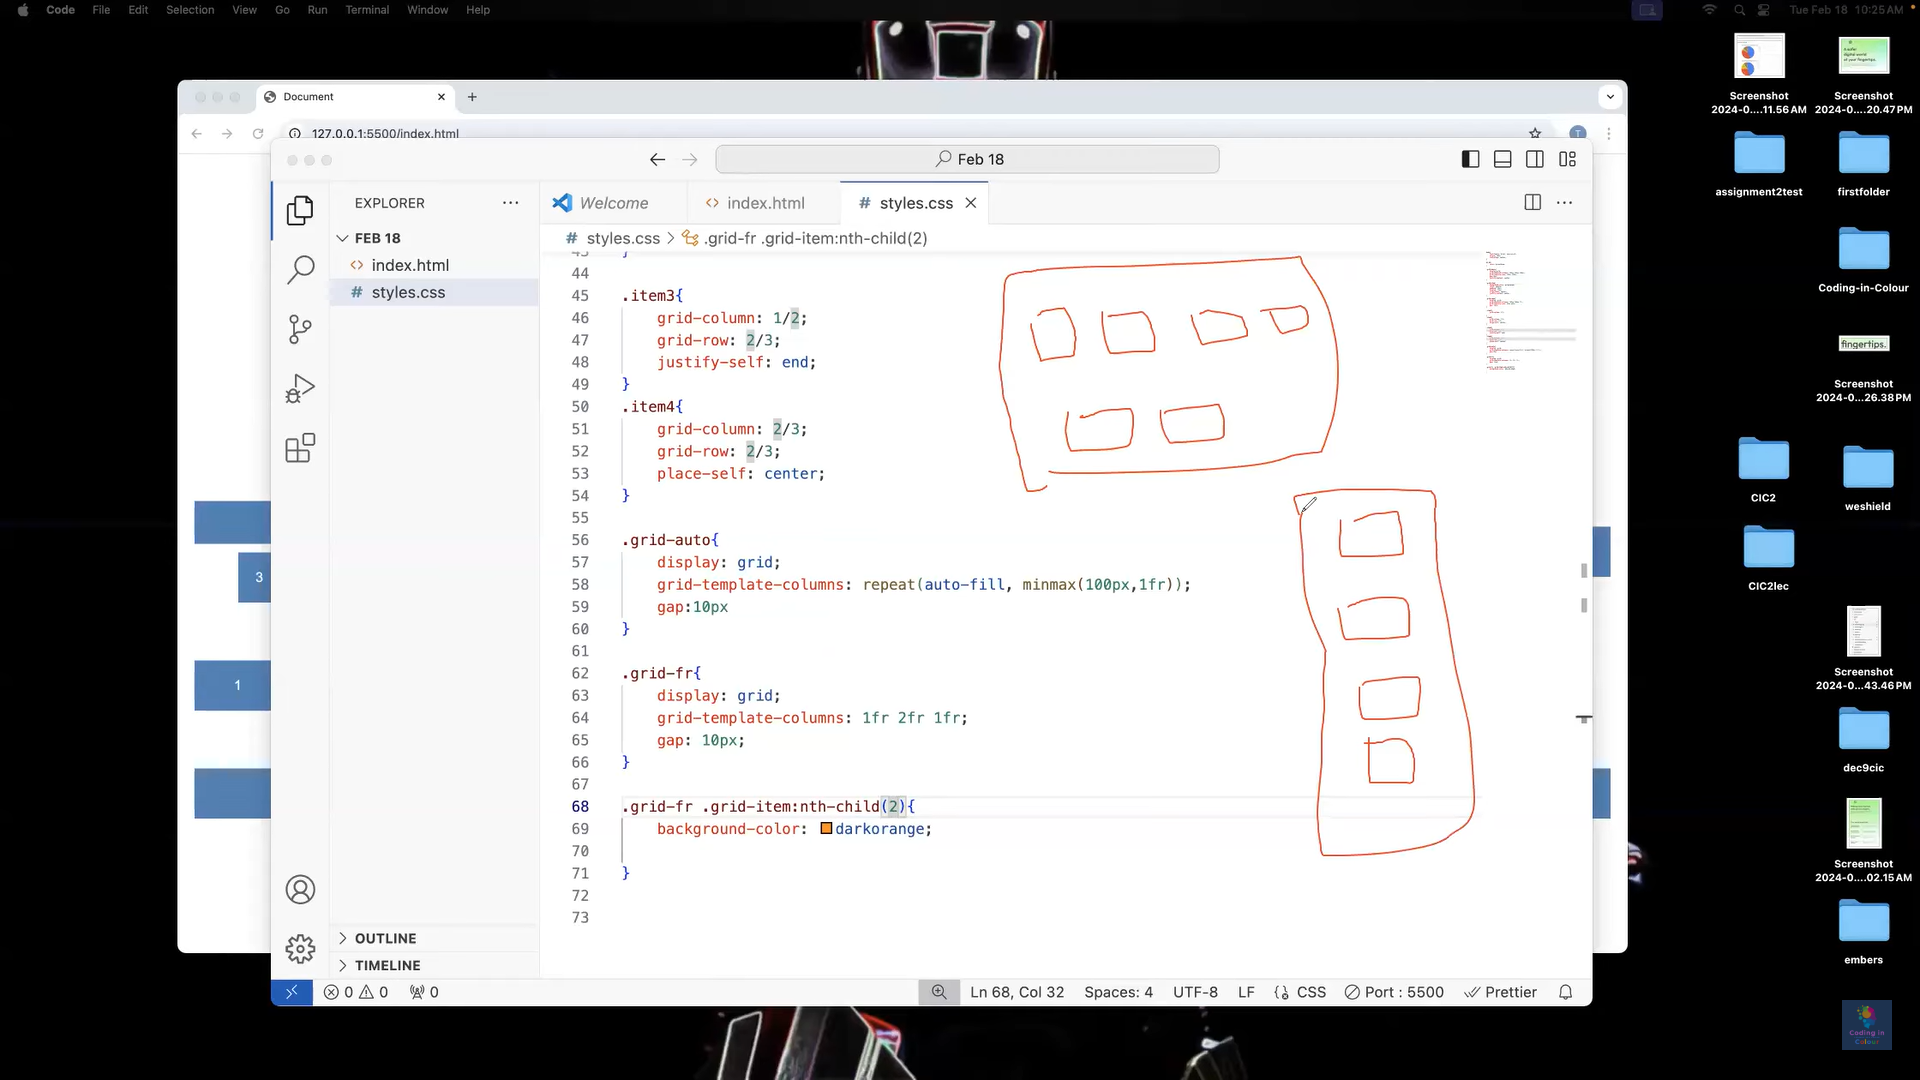 Code File Edit Selection View Go Run Terminal Window Help
Tue Feb 18 10:25 AM
Document
127.0.0.1:5500/index.html
T
Feb 18
EXPLORER
FEB 18
index.html
styles.css
OUTLINE
TIMELINE
Welcome
index.html
styles.css
styles.css > .grid-fr .grid-item:nth-child(2)
43 }
44
45 .item3{
46 grid-column: 1/2;
47 grid-row: 2/3;
48 justify-self: end;
49 }
50 .item4{
51 grid-column: 2/3;
52 grid-row: 2/3;
53 place-self: center;
54 }
55
56 .grid-auto{
57 display: grid;
58 grid-template-columns: repeat(auto-fill, minmax(100px,1fr));
59 gap:10px
60 }
61
62 .grid-fr{
63 display: grid;
64 grid-template-columns: 1fr 2fr 1fr;
65 gap: 10px;
66 }
67
68 .grid-fr .grid-item:nth-child(2){
69 background-color: darkorange;
70
71 }
72
73
3
1
0 0 0
Ln 68, Col 32 Spaces: 4 UTF-8 LF CSS Port : 5500 Prettier
Screenshot
2024-0....11.56 AM
A safer
digital world
at your fingertips.
Screenshot
2024-0....20.47 PM
assignment2test
firstfolder
Coding-in-Colour
fingertips.
Screenshot
2024-0....26.38 PM
CIC2
weshield
CIC2lec
Screenshot
2024-0...43.46 PM
dec9cic
Screenshot
2024-0....02.15 AM
embers
Coding in
Colour